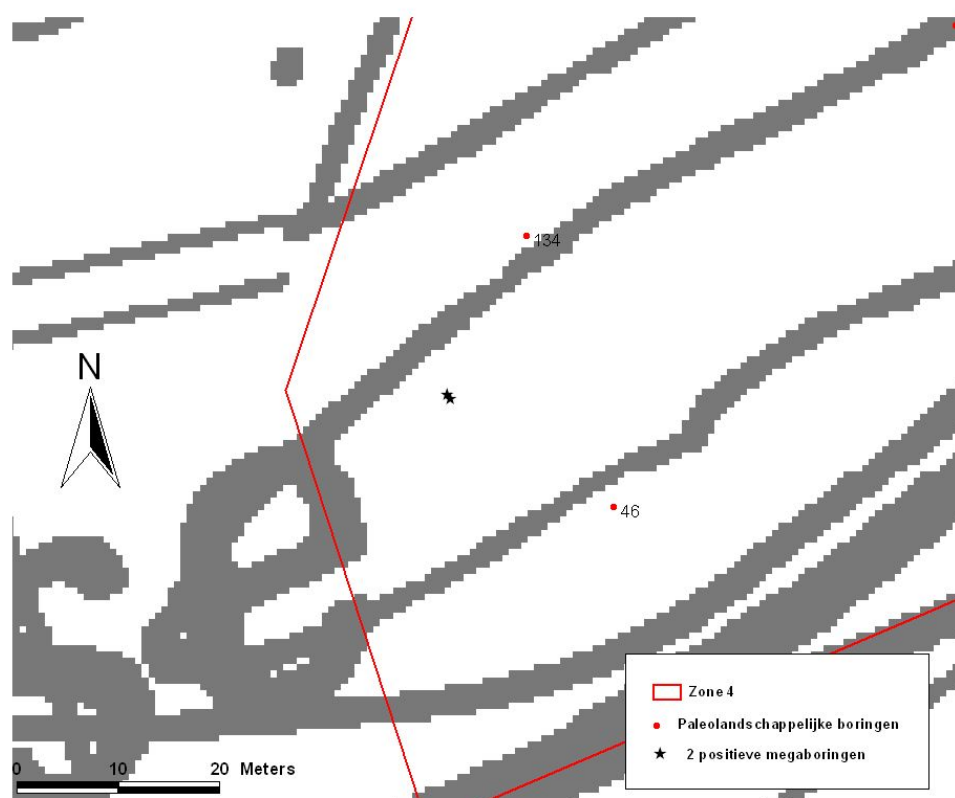 134
N
46
Zone 4
Paleolandschappelijke boringen
2 positieve megaboringen
0 10 20 Meters